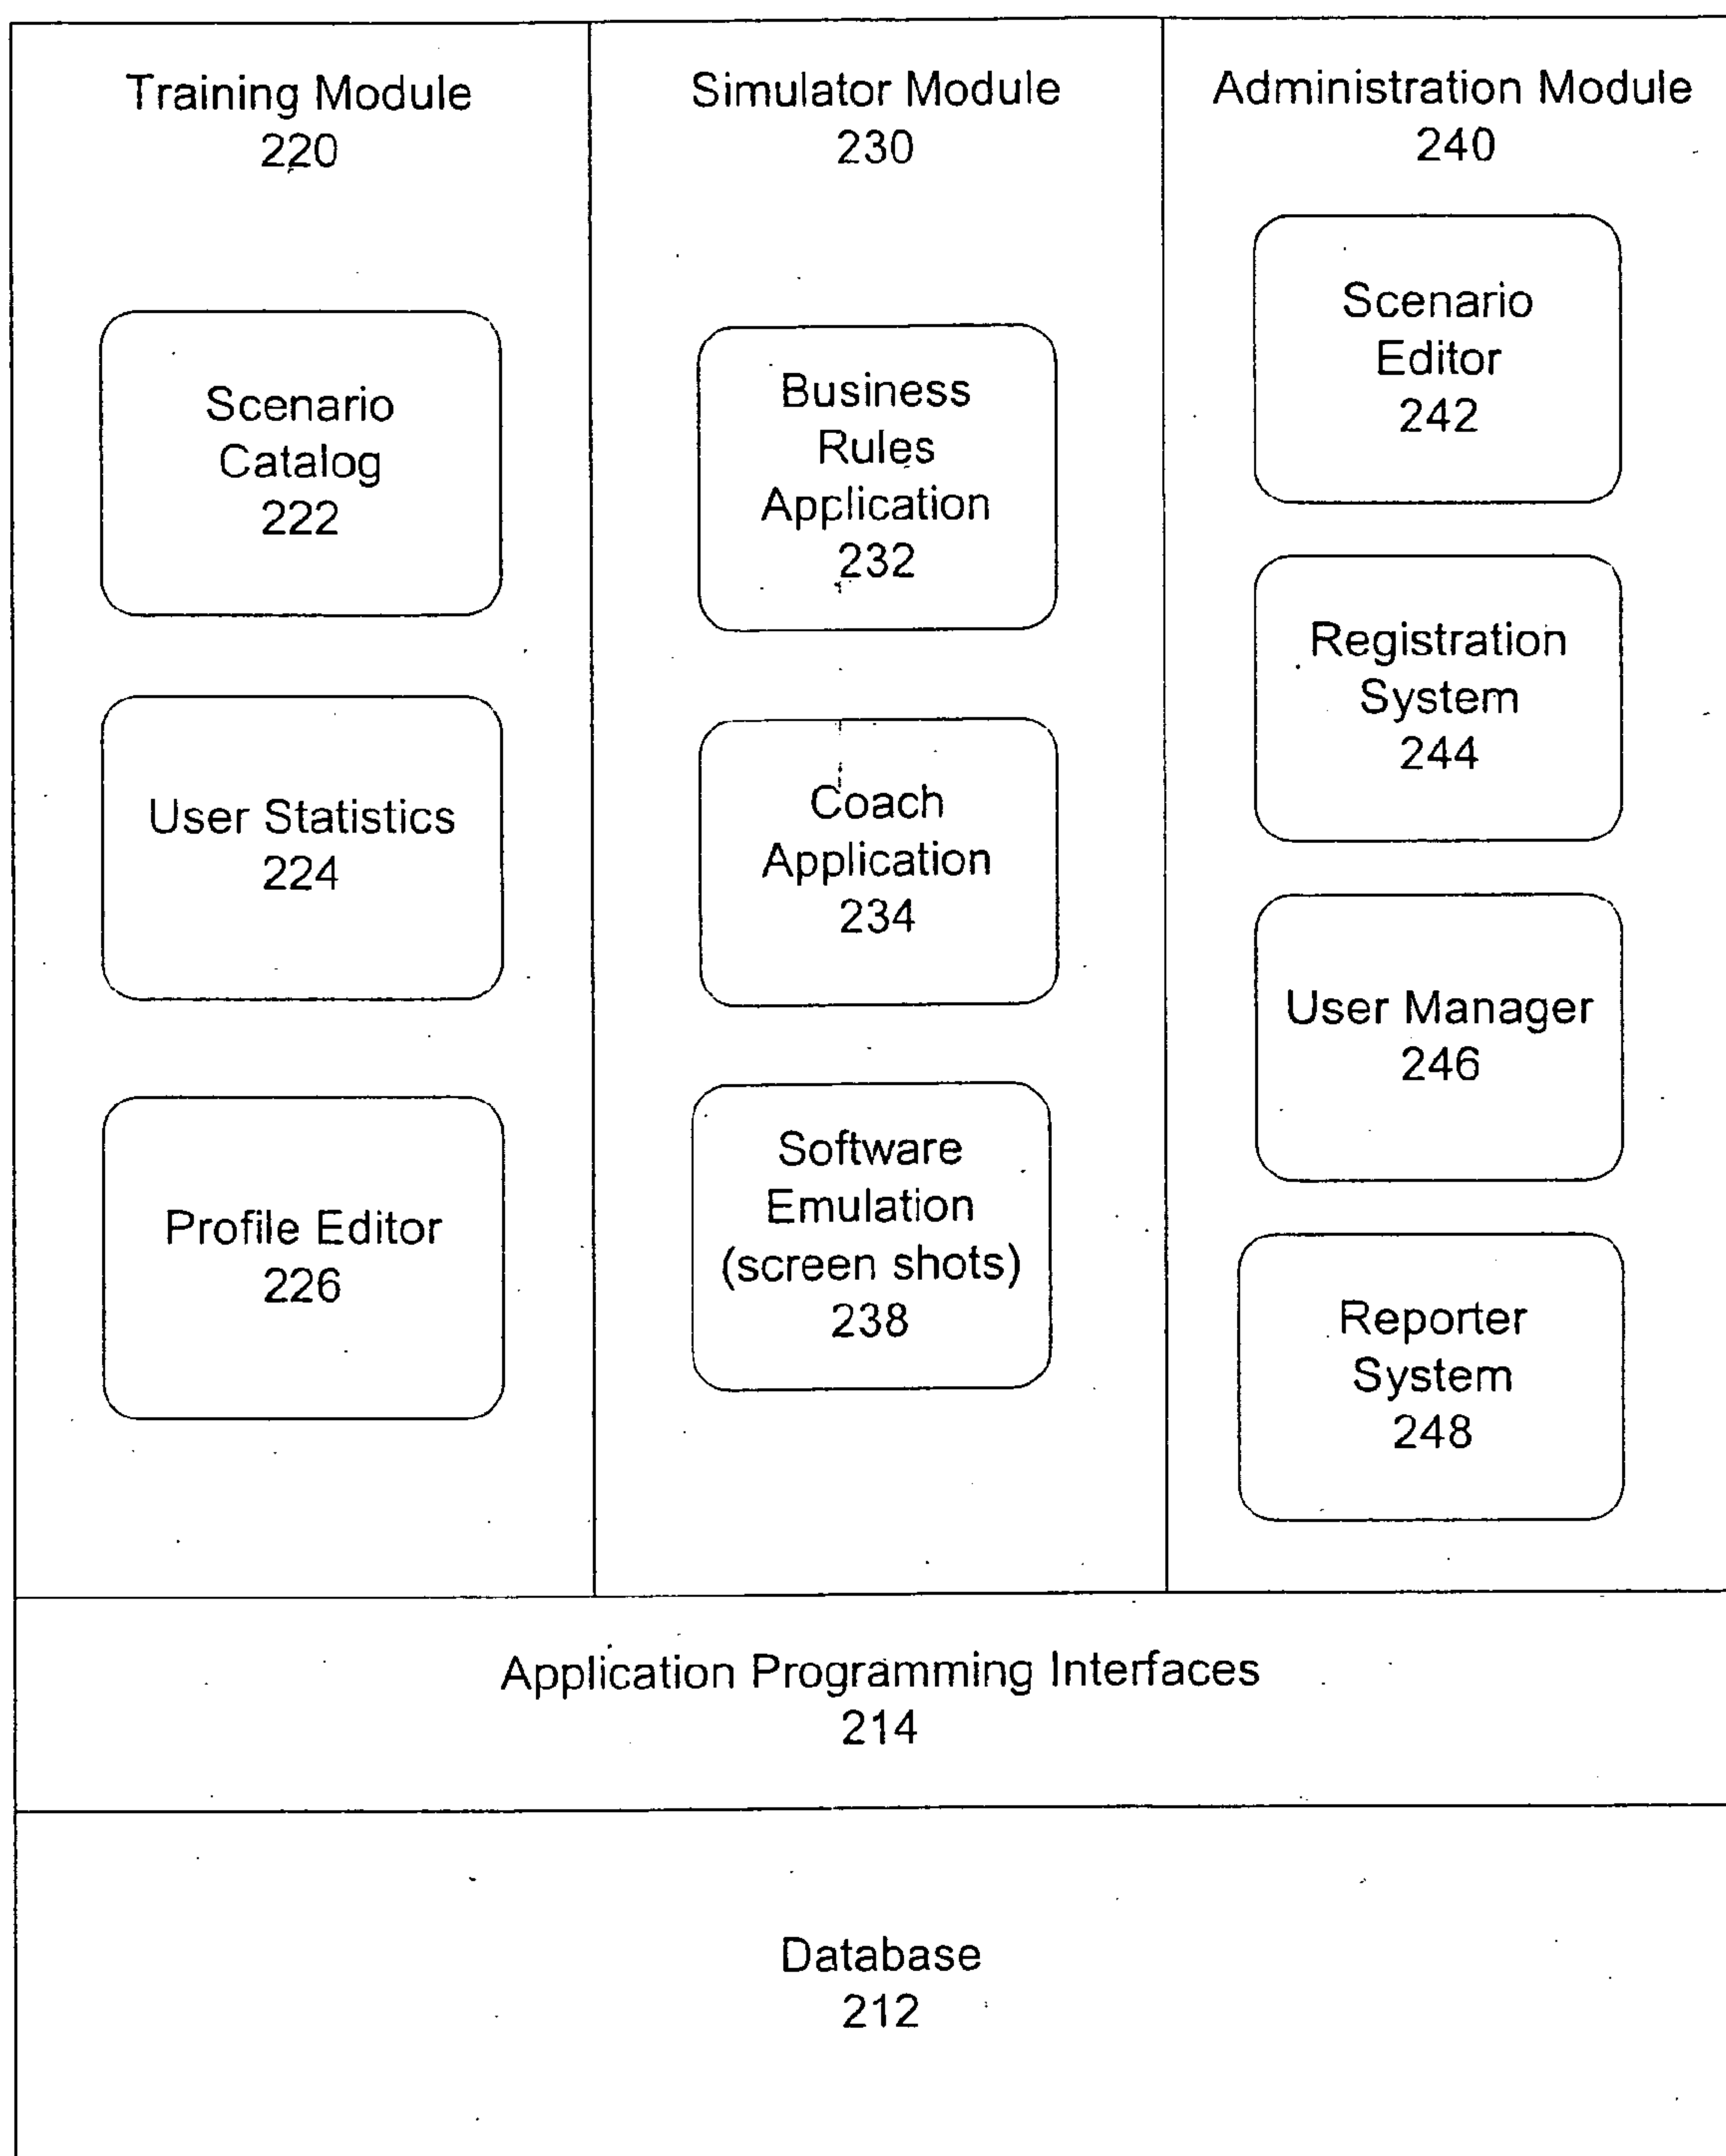 Training Module
220
Scenario
Catalog
222
User Statistics
224
Profile Editor
226
Simulator Module
230
Business
Rules
Application
232
Coach
Application
234
Software
Emulation
(screen shots)
238
Administration Module
240
Scenario
Editor
242
Registration
System
244
User Manager
246
Reporter
System
248
Application Programming Interfaces
214
Database
212